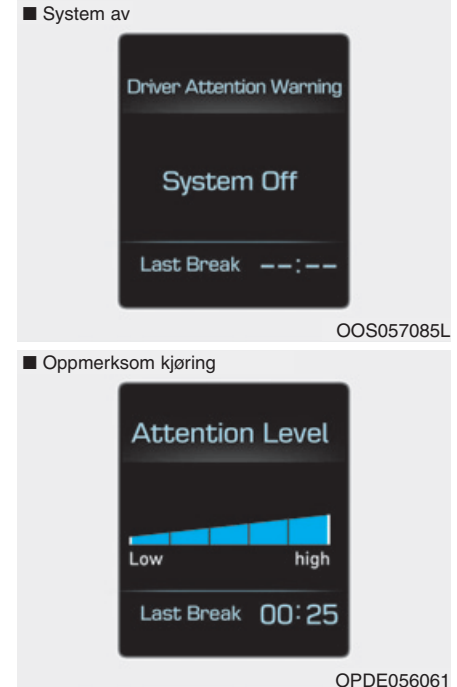 ■ System av
Driver Attention Warning
System Off
Last Break --:--
OOS057085L
■ Oppmerksom kjøring
Attention Level
Low high
Last Break 00:25
OPDE056061